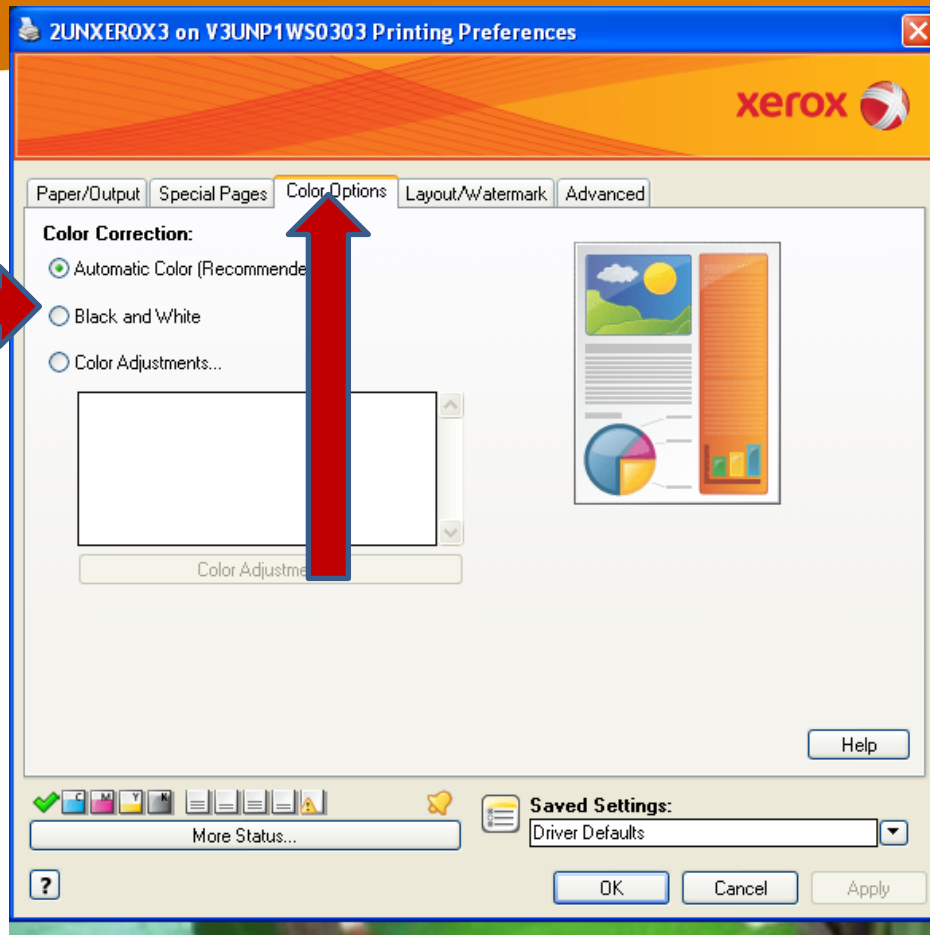 2UNXEROX3 on V3UNP1WS0303 Printing Preferences
xerox
Paper/Output Special Pages Color Options Layout/Watermark Advanced
Color Correction:
Automatic Color (Recommende
Black and White
Color Adjustments...
Color Adjustme
Help
C M Y K
More Status...
Saved Settings:
Driver Defaults
? OK Cancel Apply